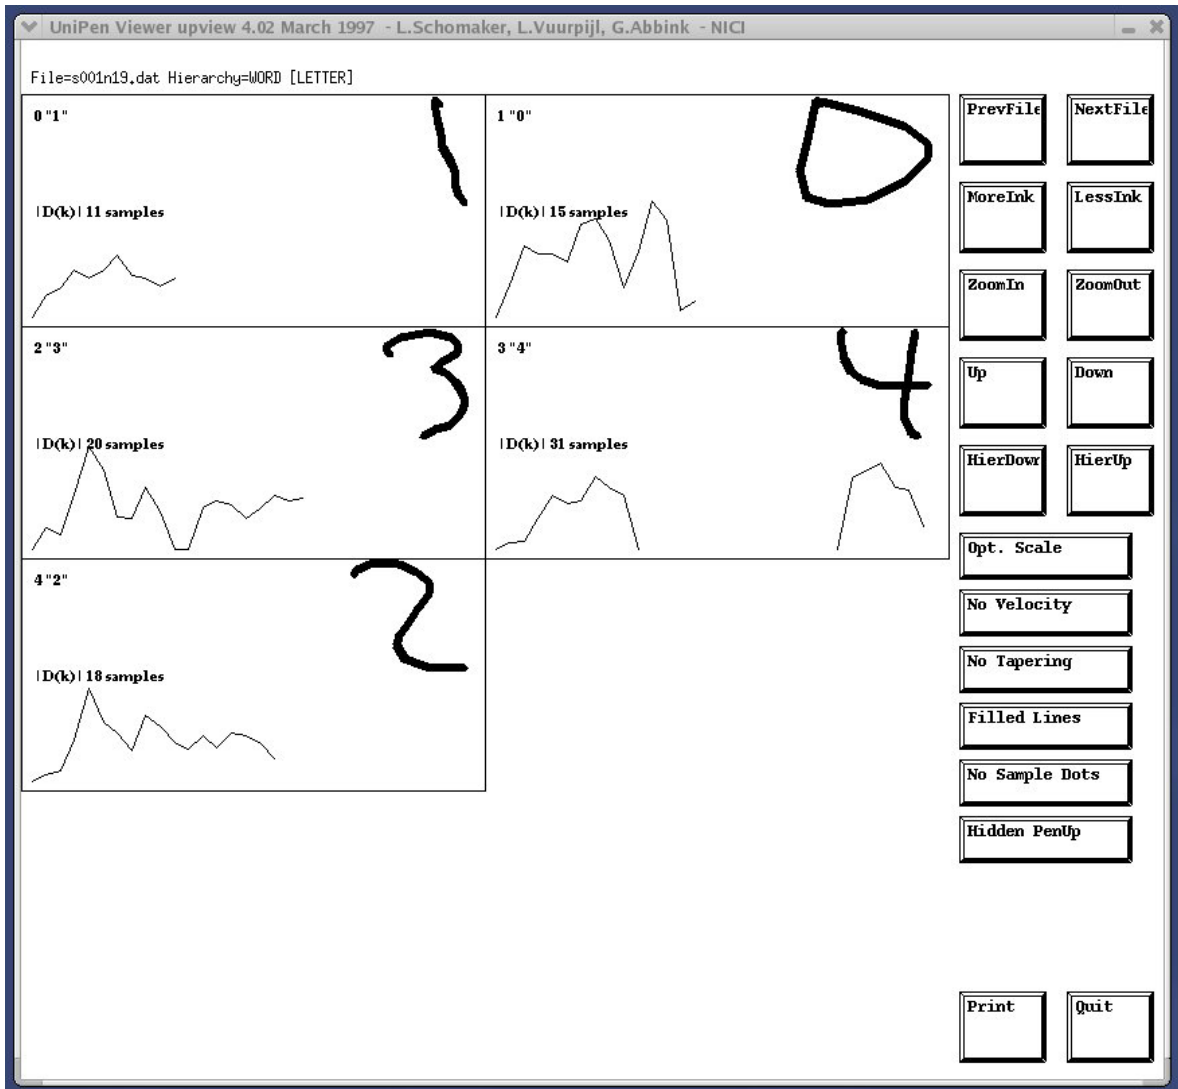 UniPen Viewer upview 4.02 March 1997 - L.Schomaker, L.Vuurpijl, G.Abbink - NICI
File=s001n19.dat Hierarchy=WORD [LETTER]
0 "1"
1
|D(k)| 11 samples
1 "0"
0
|D(k)| 15 samples
2 "3"
3
|D(k)| 20 samples
3 "4"
4
|D(k)| 31 samples
4 "2"
2
|D(k)| 18 samples
PrevFile NextFile
MoreInk LessInk
ZoomIn ZoomOut
Up Down
HierDown HierUp
Opt. Scale
No Velocity
No Tapering
Filled Lines
No Sample Dots
Hidden PenUp
Print Quit